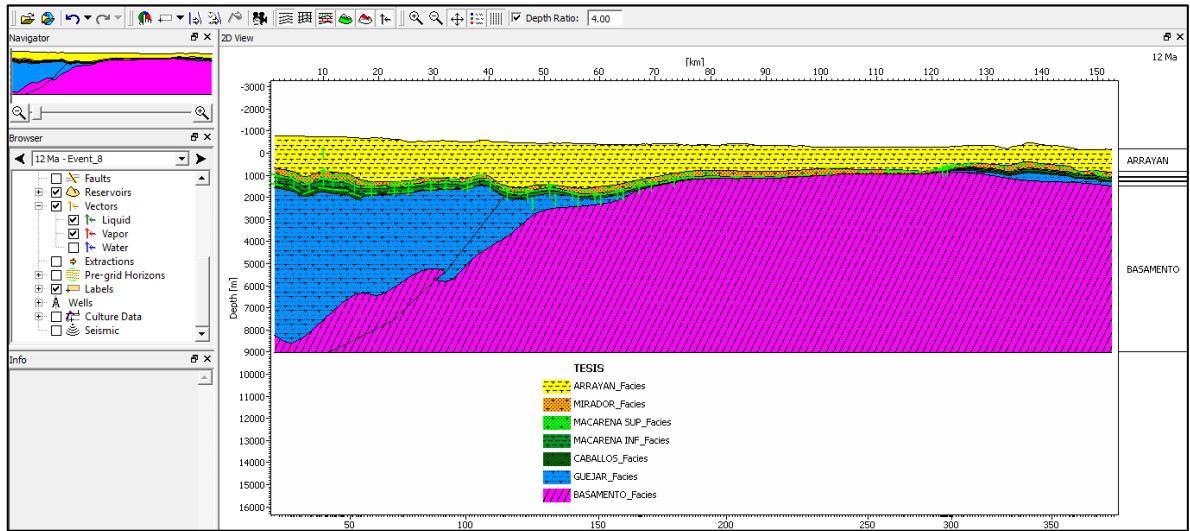 Depth Ratio: 4.00
Navigator
2D View
Browser
12 Ma - Event_8
Faults
Reservoirs
Vectors
Liquid
Vapor
Water
Extractions
Pre-grid Horizons
Labels
Wells
Culture Data
Seismic
Info
[km]
12 Ma
10 20 30 40 50 60 70 80 90 100 110 120 130 140 150
-3000
-2000
-1000
0
1000
2000
3000
4000
5000
6000
7000
8000
9000
10000
11000
12000
13000
14000
15000
16000
Depth [m]
ARRAYAN
BASAMENTO
TESIS
ARRAYAN_Facies
MIRADOR_Facies
MACARENA SUP_Facies
MACARENA INF_Facies
CABALLOS_Facies
GUEJAR_Facies
BASAMENTO_Facies
50 100 150 200 250 300 350